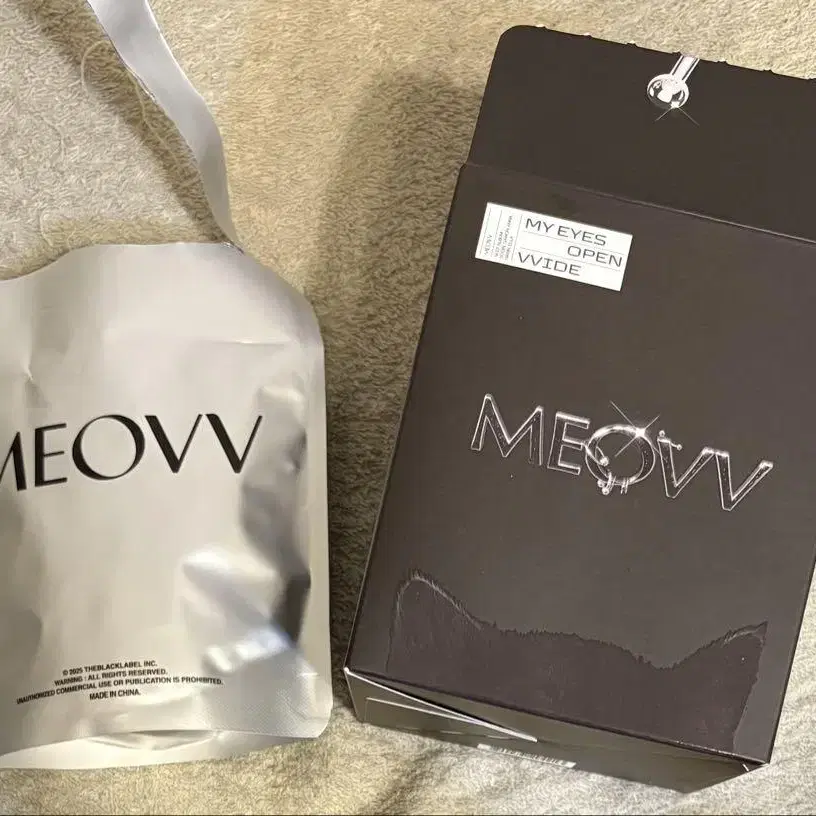 MEOVV
© 2025 THEBLACKLABEL INC.
WARNING : ALL RIGHTS RESERVED.
UNAUTHORIZED COMMERCIAL USE OR PUBLICATION IS PROHIBITED.
MADE IN CHINA.
MEOVV
MY EYES
OPEN
VVIDE
MEOVV